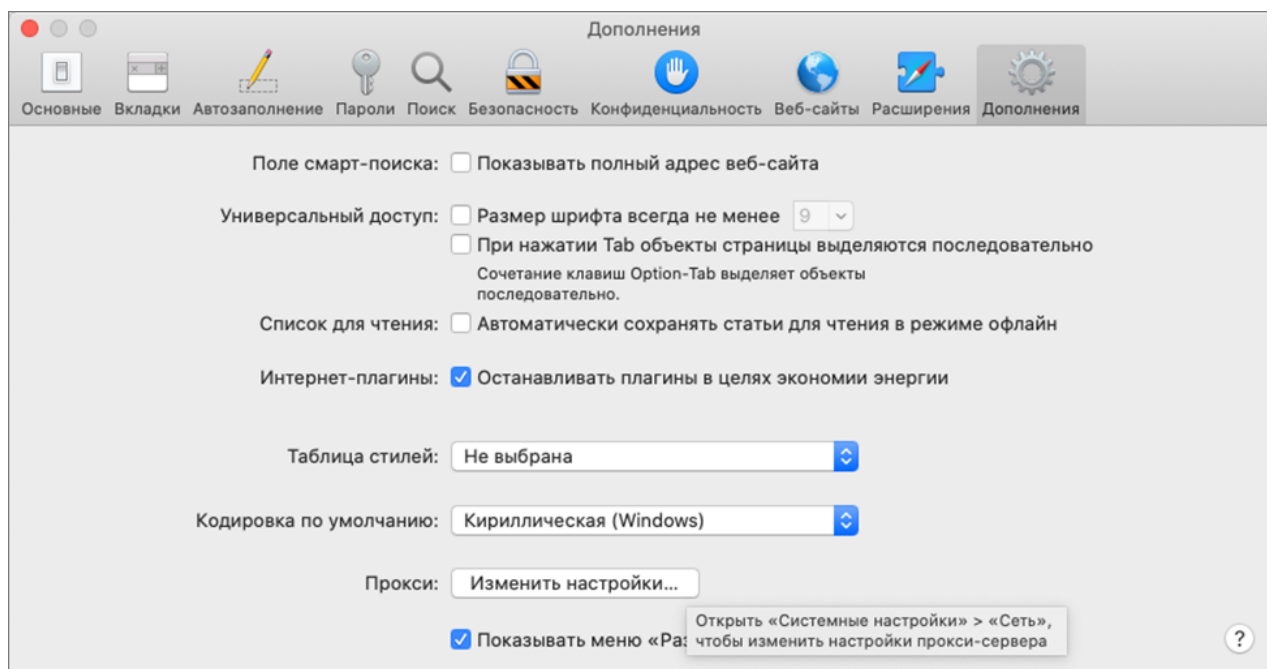 Дополнения
Основные Вкладки Автозаполнение Пароли Поиск Безопасность Конфиденциальность Веб-сайты Расширения Дополнения
Поле смарт-поиска: Показывать полный адрес веб-сайта
Универсальный доступ: Размер шрифта всегда не менее 9
При нажатии Tab объекты страницы выделяются последовательно
Сочетание клавиш Option-Tab выделяет объекты
последовательно.
Список для чтения: Автоматически сохранять статьи для чтения в режиме офлайн
Интернет-плагины: Останавливать плагины в целях экономии энергии
Таблица стилей: Не выбрана
Кодировка по умолчанию: Кириллическая (Windows)
Прокси: Изменить настройки...
Открыть «Системные настройки» > «Сеть»,
чтобы изменить настройки прокси-сервера
Показывать меню «Раз
?